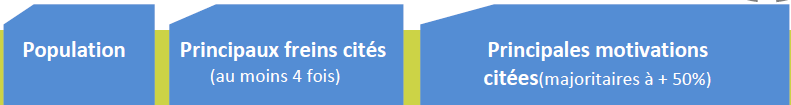 Population
Principaux freins cités
(au moins 4 fois)
Principales motivations
citées(majoritaires à + 50%)